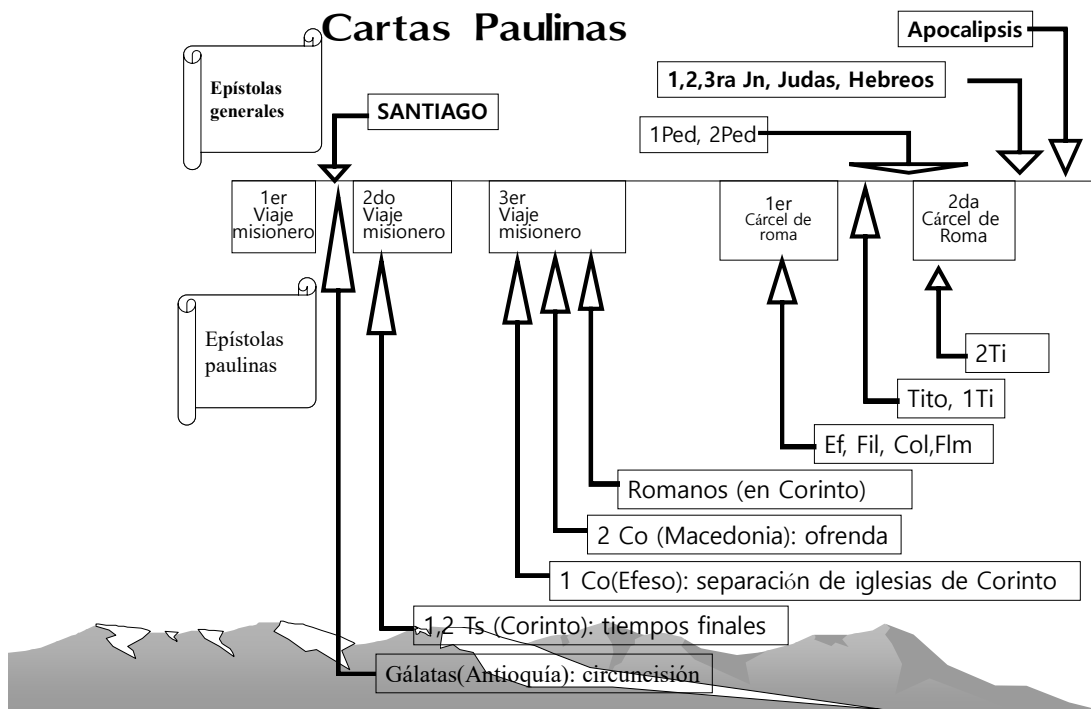 Cartas Paulinas
Apocalipsis
Epístolas
generales
1,2,3ra Jn, Judas, Hebreos
SANTIAGO
1Ped, 2Ped
1er
Viaje
misionero
2do
Viaje
misionero
3er
Viaje
misionero
1er
Cárcel de
roma
2da
Cárcel de
Roma
Epístolas
paulinas
2Ti
Tito, 1Ti
Ef, Fil, Col,Flm
Romanos (en Corinto)
2 Co (Macedonia): ofrenda
1 Co(Efeso): separación de iglesias de Corinto
1,2 Ts (Corinto): tiempos finales
Gálatas(Antioquía): circuncisión